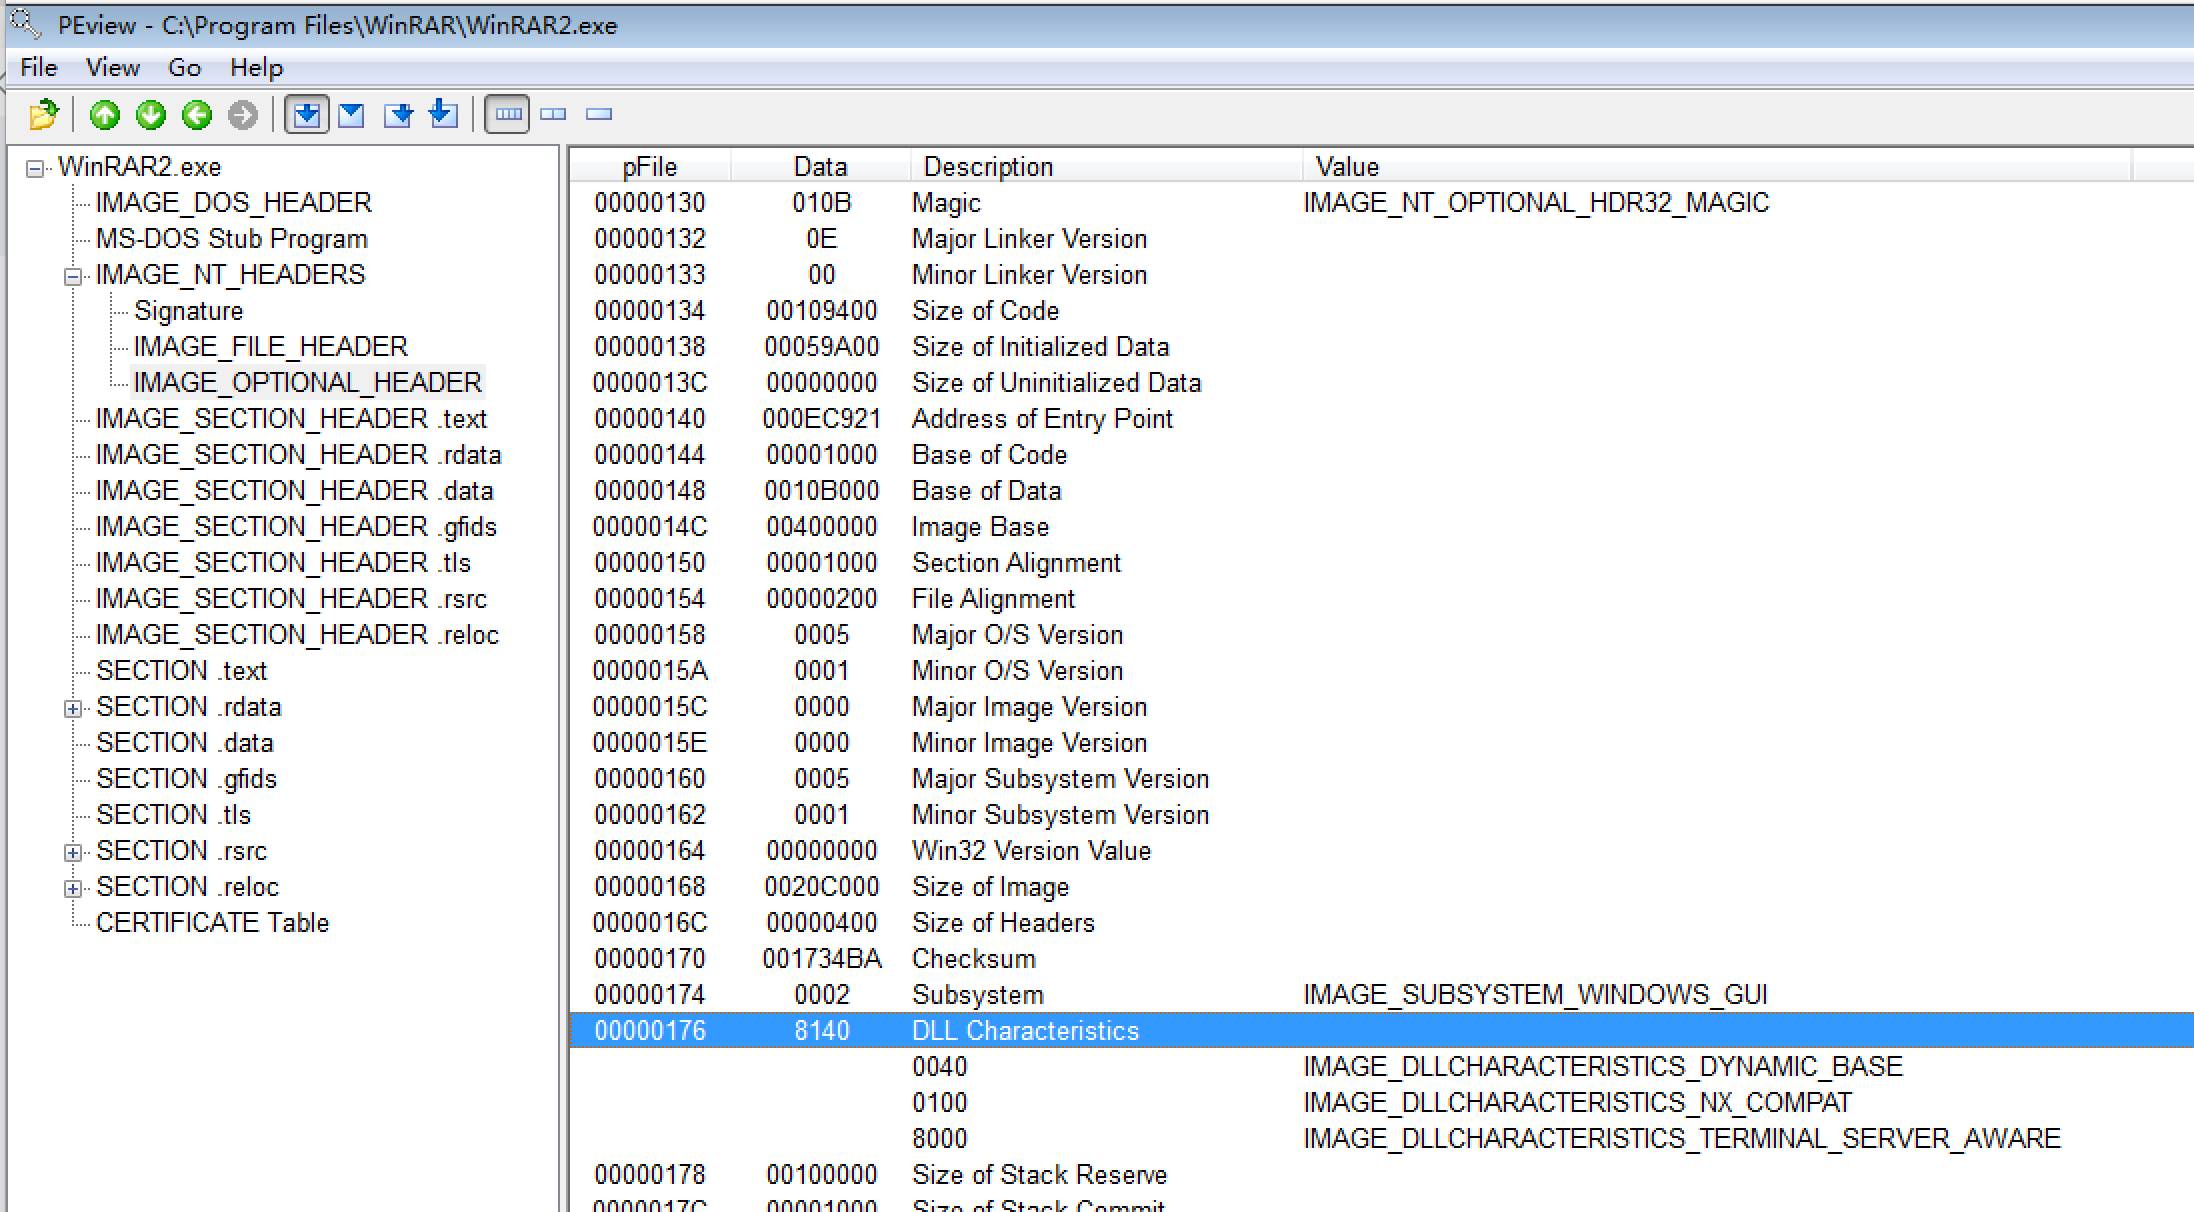 PEview - C:\Program Files\WinRAR\WinRAR2.exe
File View Go Help
WinRAR2.exe
IMAGE_DOS_HEADER
MS-DOS Stub Program
IMAGE_NT_HEADERS
Signature
IMAGE_FILE_HEADER
IMAGE_OPTIONAL_HEADER
IMAGE_SECTION_HEADER .text
IMAGE_SECTION_HEADER .rdata
IMAGE_SECTION_HEADER .data
IMAGE_SECTION_HEADER .gfids
IMAGE_SECTION_HEADER .tls
IMAGE_SECTION_HEADER .rsrc
IMAGE_SECTION_HEADER .reloc
SECTION .text
SECTION .rdata
SECTION .data
SECTION .gfids
SECTION .tls
SECTION .rsrc
SECTION .reloc
CERTIFICATE Table
pFile Data Description Value
00000130 010B Magic IMAGE_NT_OPTIONAL_HDR32_MAGIC
00000132 0E Major Linker Version
00000133 00 Minor Linker Version
00000134 00109400 Size of Code
00000138 00059A00 Size of Initialized Data
0000013C 00000000 Size of Uninitialized Data
00000140 000EC921 Address of Entry Point
00000144 00001000 Base of Code
00000148 0010B000 Base of Data
0000014C 00400000 Image Base
00000150 00001000 Section Alignment
00000154 00000200 File Alignment
00000158 0005 Major O/S Version
0000015A 0001 Minor O/S Version
0000015C 0000 Major Image Version
0000015E 0000 Minor Image Version
00000160 0005 Major Subsystem Version
00000162 0001 Minor Subsystem Version
00000164 00000000 Win32 Version Value
00000168 0020C000 Size of Image
0000016C 00000400 Size of Headers
00000170 001734BA Checksum
00000174 0002 Subsystem IMAGE_SUBSYSTEM_WINDOWS_GUI
00000176 8140 DLL Characteristics
0040 IMAGE_DLLCHARACTERISTICS_DYNAMIC_BASE
0100 IMAGE_DLLCHARACTERISTICS_NX_COMPAT
8000 IMAGE_DLLCHARACTERISTICS_TERMINAL_SERVER_AWARE
00000178 00100000 Size of Stack Reserve
0000017C 00001000 Size of Stack Commit